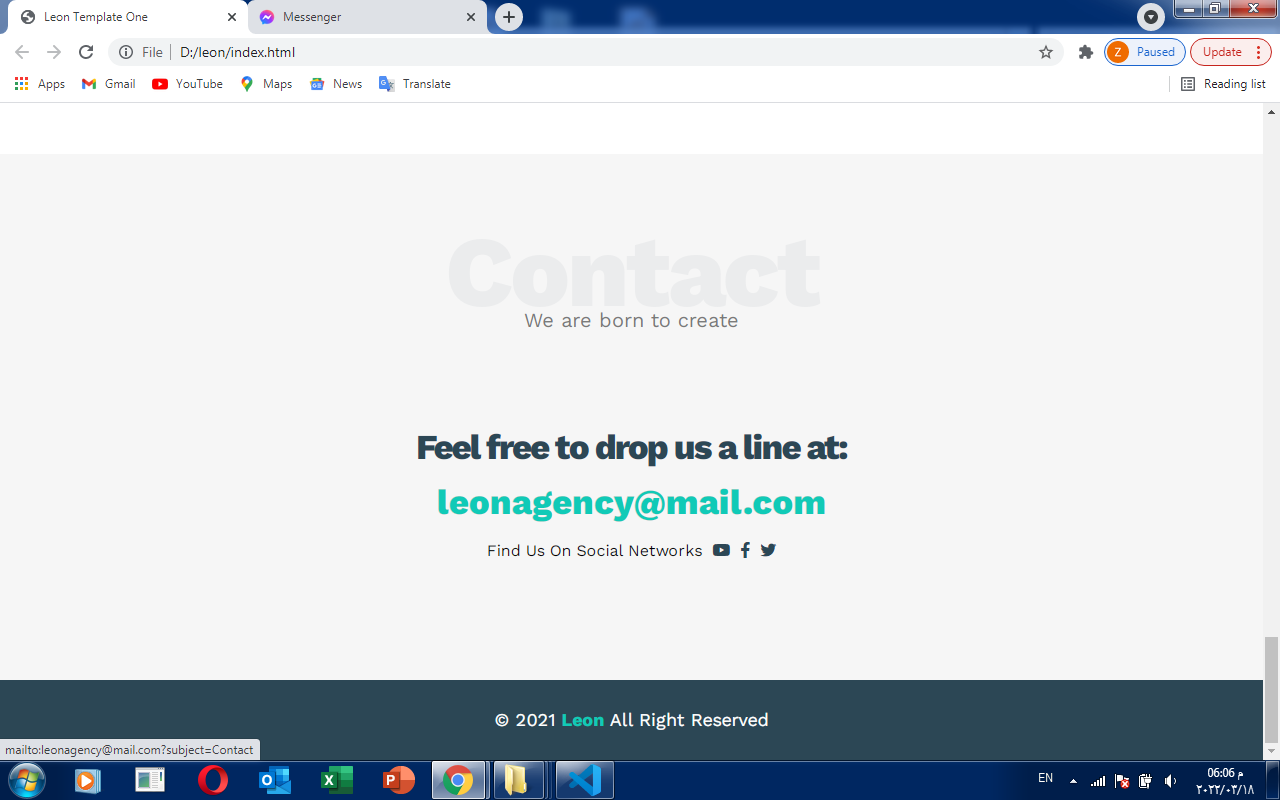 Leon Template One
Messenger
File
D:/leon/index.html
Z
Paused
Update
Apps
Gmail
YouTube
Maps
News
Translate
Reading list
Contact
We are born to create
Feel free to drop us a line at:
leonagency@mail.com
Find Us On Social Networks
© 2021 Leon All Right Reserved
mailto:leonagency@mail.com?subject=Contact
EN
06:06 م
٢٠٢٢/٠٣/١٨